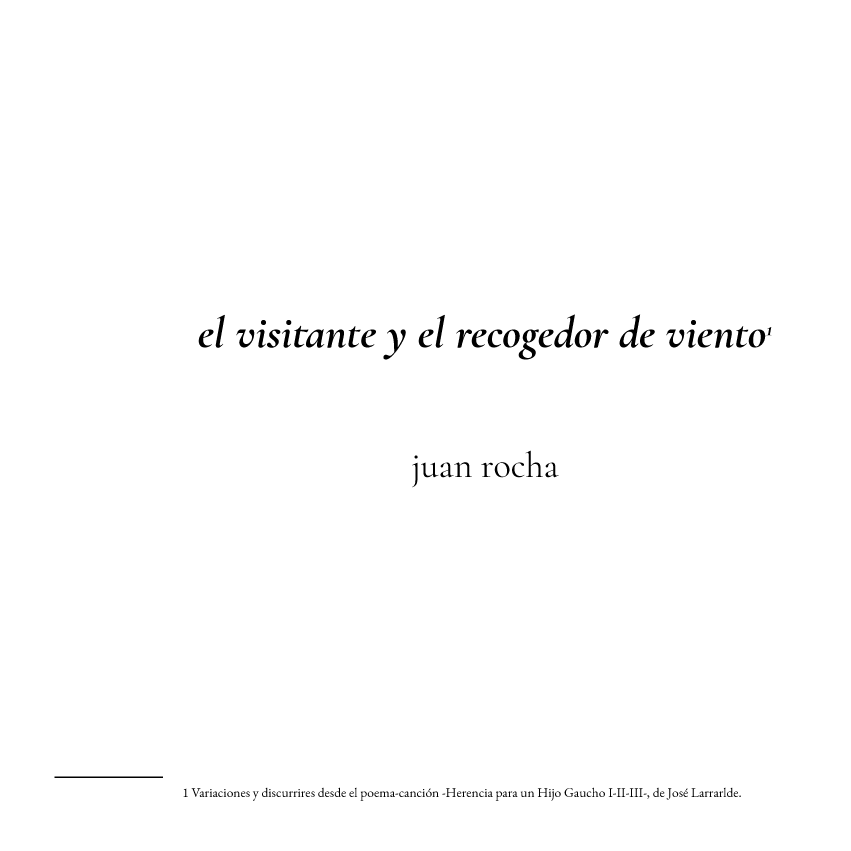 el visitante y el recogedor de viento¹
juan rocha
1 Variaciones y discurrires desde el poema-canción -Herencia para un Hijo Gaucho I-II-III-, de José Larrarlde.